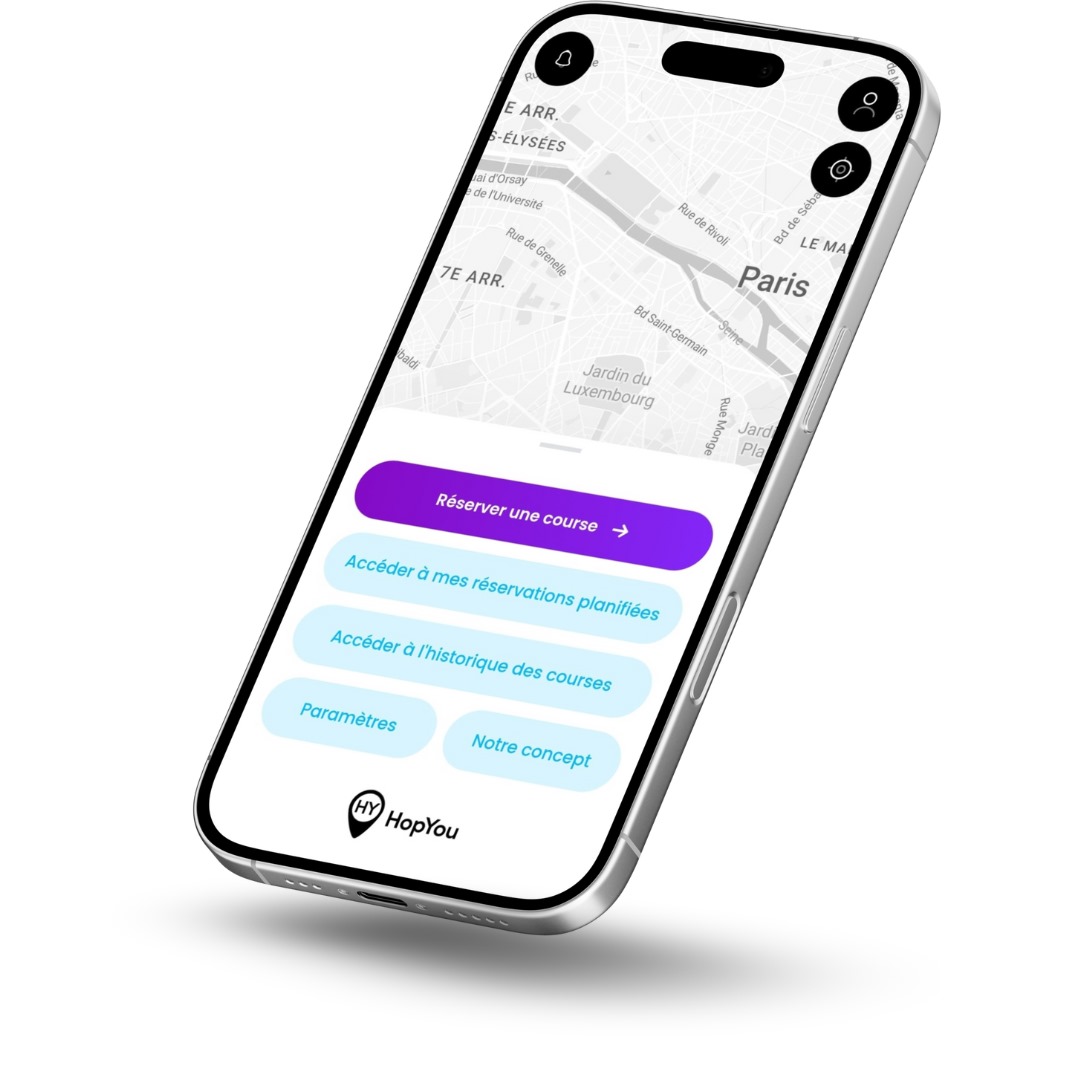 E ARR.
S-ÉLYSÉES
uai d'Orsay
e de l'Université
Rue de Rivoli
Bd de Séba
LE MA
Rue de Grenelle
7E ARR.
Paris
Bd Saint-Germain
Seine
ibaldi
Jardin du
Luxembourg
Rue Monge
Jardi
Pla
Réserver une course →
Accéder à mes réservations planifiées
Accéder à l'historique des courses
Paramètres
Notre concept
HY HopYou